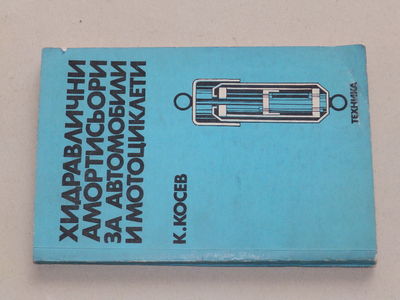 ХИДРАВЛИЧНИ
АМОРТИСЬОРИ
ЗА АВТОМОБИЛИ
И МОТОЦИКЛЕТИ
К. КОСЕВ
ТЕХНИКА